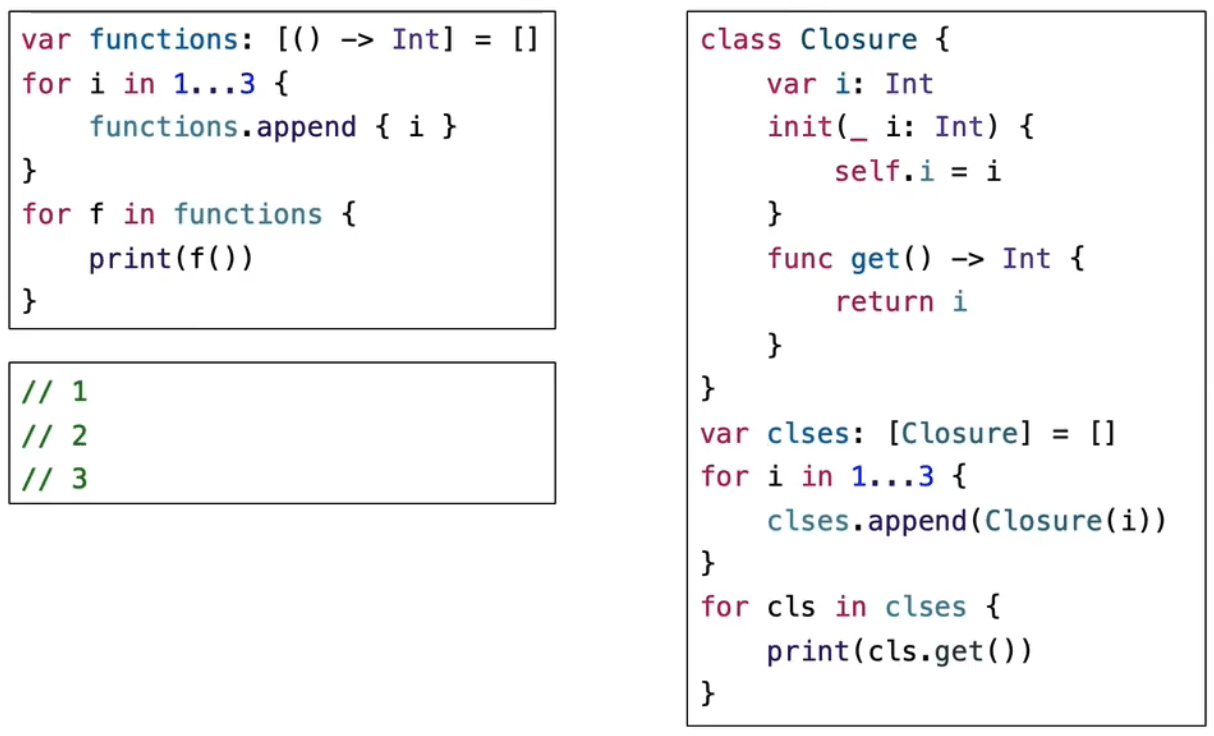 var functions: [() -> Int] = []
for i in 1...3 {
    functions.append { i }
}
for f in functions {
    print(f())
}
// 1
// 2
// 3
class Closure {
    var i: Int
    init(_ i: Int) {
        self.i = i
    }
    func get() -> Int {
        return i
    }
}
var clses: [Closure] = []
for i in 1...3 {
    clses.append(Closure(i))
}
for cls in clses {
    print(cls.get())
}